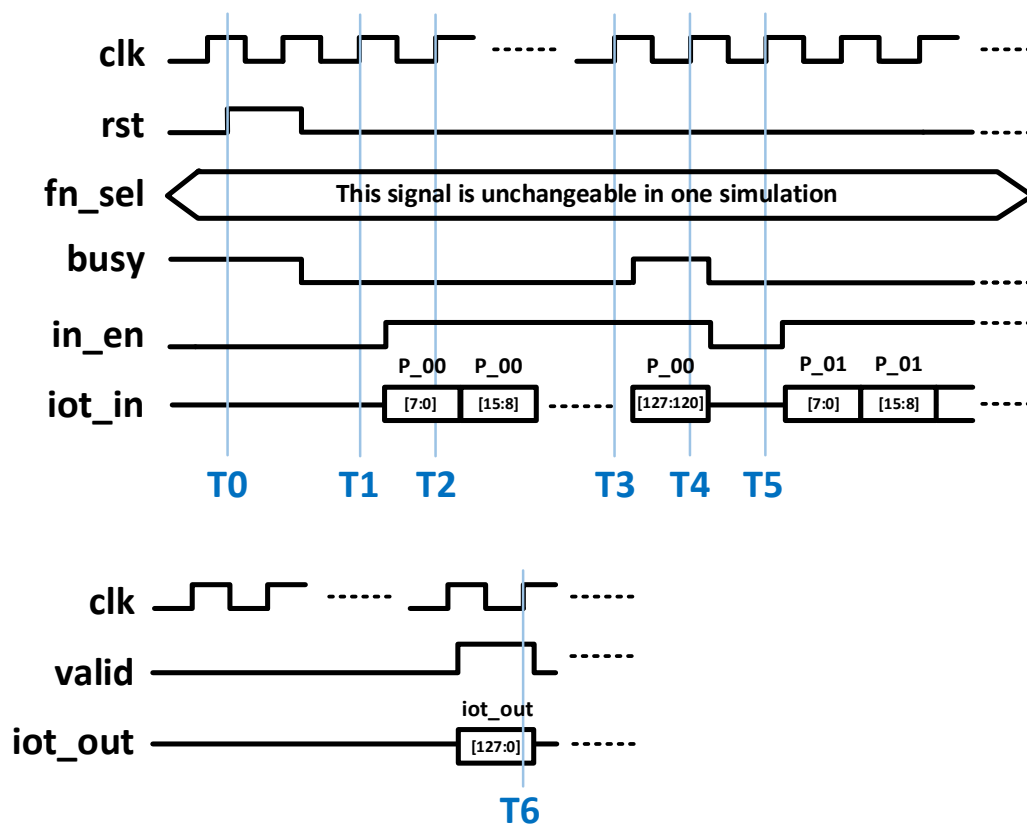 clk
rst
fn_sel
This signal is unchangeable in one simulation
busy
in_en
P_00 P_00 P_00 P_01 P_01
iot_in
[7:0] [15:8] [127:120] [7:0] [15:8]
T0 T1 T2 T3 T4 T5
clk
valid
iot_out
iot_out
[127:0]
T6